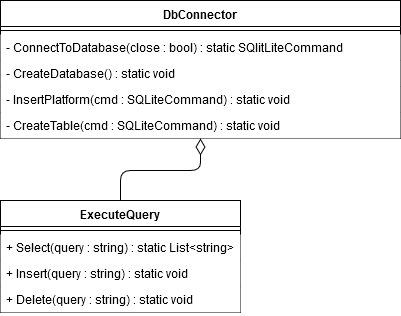 DbConnector
- ConnectToDatabase(close : bool) : static SQlitLiteCommand
- CreateDatabase() : static void
- InsertPlatform(cmd : SQLiteCommand) : static void
- CreateTable(cmd : SQLiteCommand) : static void
ExecuteQuery
+ Select(query : string) : static List<string>
+ Insert(query : string) : static void
+ Delete(query : string) : static void